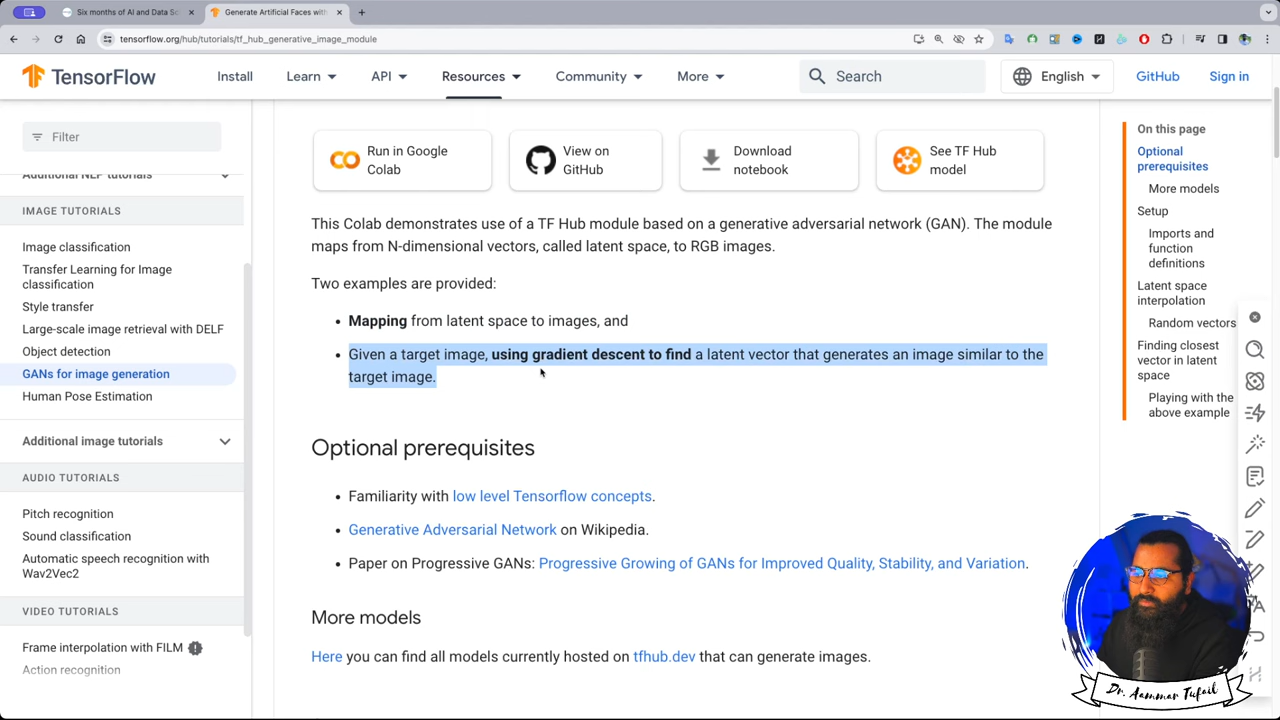 Six months of AI and Data Sc
Generate Artificial Faces with
tensorflow.org/hub/tutorials/tf_hub_generative_image_module
TensorFlow
Install
Learn
API
Resources
Community
More
Search
English
GitHub
Sign in
Filter
Additional NLP tutorials
IMAGE TUTORIALS
Image classification
Transfer Learning for Image
classification
Style transfer
Large-scale image retrieval with DELF
Object detection
GANs for image generation
Human Pose Estimation
Additional image tutorials
AUDIO TUTORIALS
Pitch recognition
Sound classification
Automatic speech recognition with
Wav2Vec2
VIDEO TUTORIALS
Frame interpolation with FILM
Action recognition
Run in Google
Colab
View on
GitHub
Download
notebook
See TF Hub
model
This Colab demonstrates use of a TF Hub module based on a generative adversarial network (GAN). The module
maps from N-dimensional vectors, called latent space, to RGB images.
Two examples are provided:
• Mapping from latent space to images, and
• Given a target image, using gradient descent to find a latent vector that generates an image similar to the
target image.
Optional prerequisites
• Familiarity with low level Tensorflow concepts.
• Generative Adversarial Network on Wikipedia.
• Paper on Progressive GANs: Progressive Growing of GANs for Improved Quality, Stability, and Variation.
More models
Here you can find all models currently hosted on tfhub.dev that can generate images.
On this page
Optional
prerequisites
More models
Setup
Imports and
function
definitions
Latent space
interpolation
Random vectors
Finding closest
vector in latent
space
Playing with the
above example
Dr. Aammar Tufail